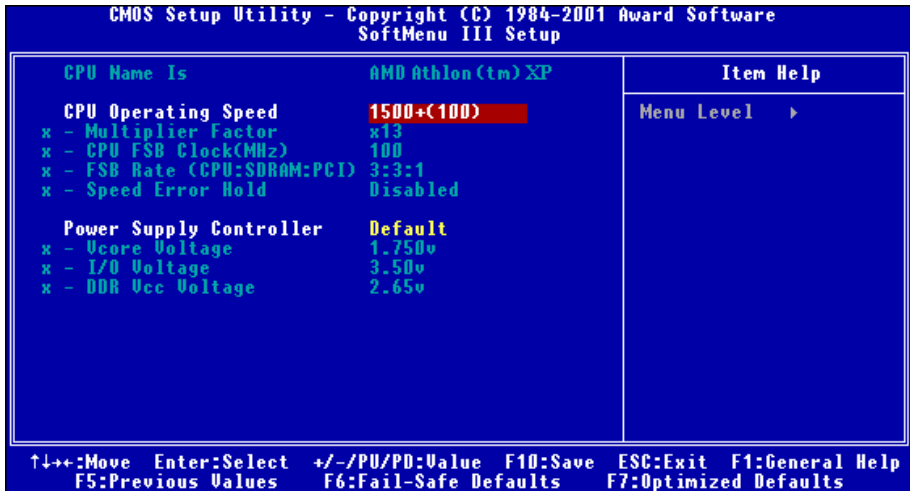 CMOS Setup Utility - Copyright (C) 1984-2001 Award Software
SoftMenu III Setup
CPU Name Is AMD Athlon(tm) XP
Item Help
CPU Operating Speed 1500+(100)
Menu Level ▸
x - Multiplier Factor x13
x - CPU FSB Clock(MHz) 100
x - FSB Rate (CPU:SDRAM:PCI) 3:3:1
x - Speed Error Hold Disabled
Power Supply Controller Default
x - Vcore Voltage 1.750v
x - I/O Voltage 3.50v
x - DDR Vcc Voltage 2.65v
↑↓→←:Move Enter:Select +/-/PU/PD:Value F10:Save ESC:Exit F1:General Help
F5:Previous Values F6:Fail-Safe Defaults F7:Optimized Defaults